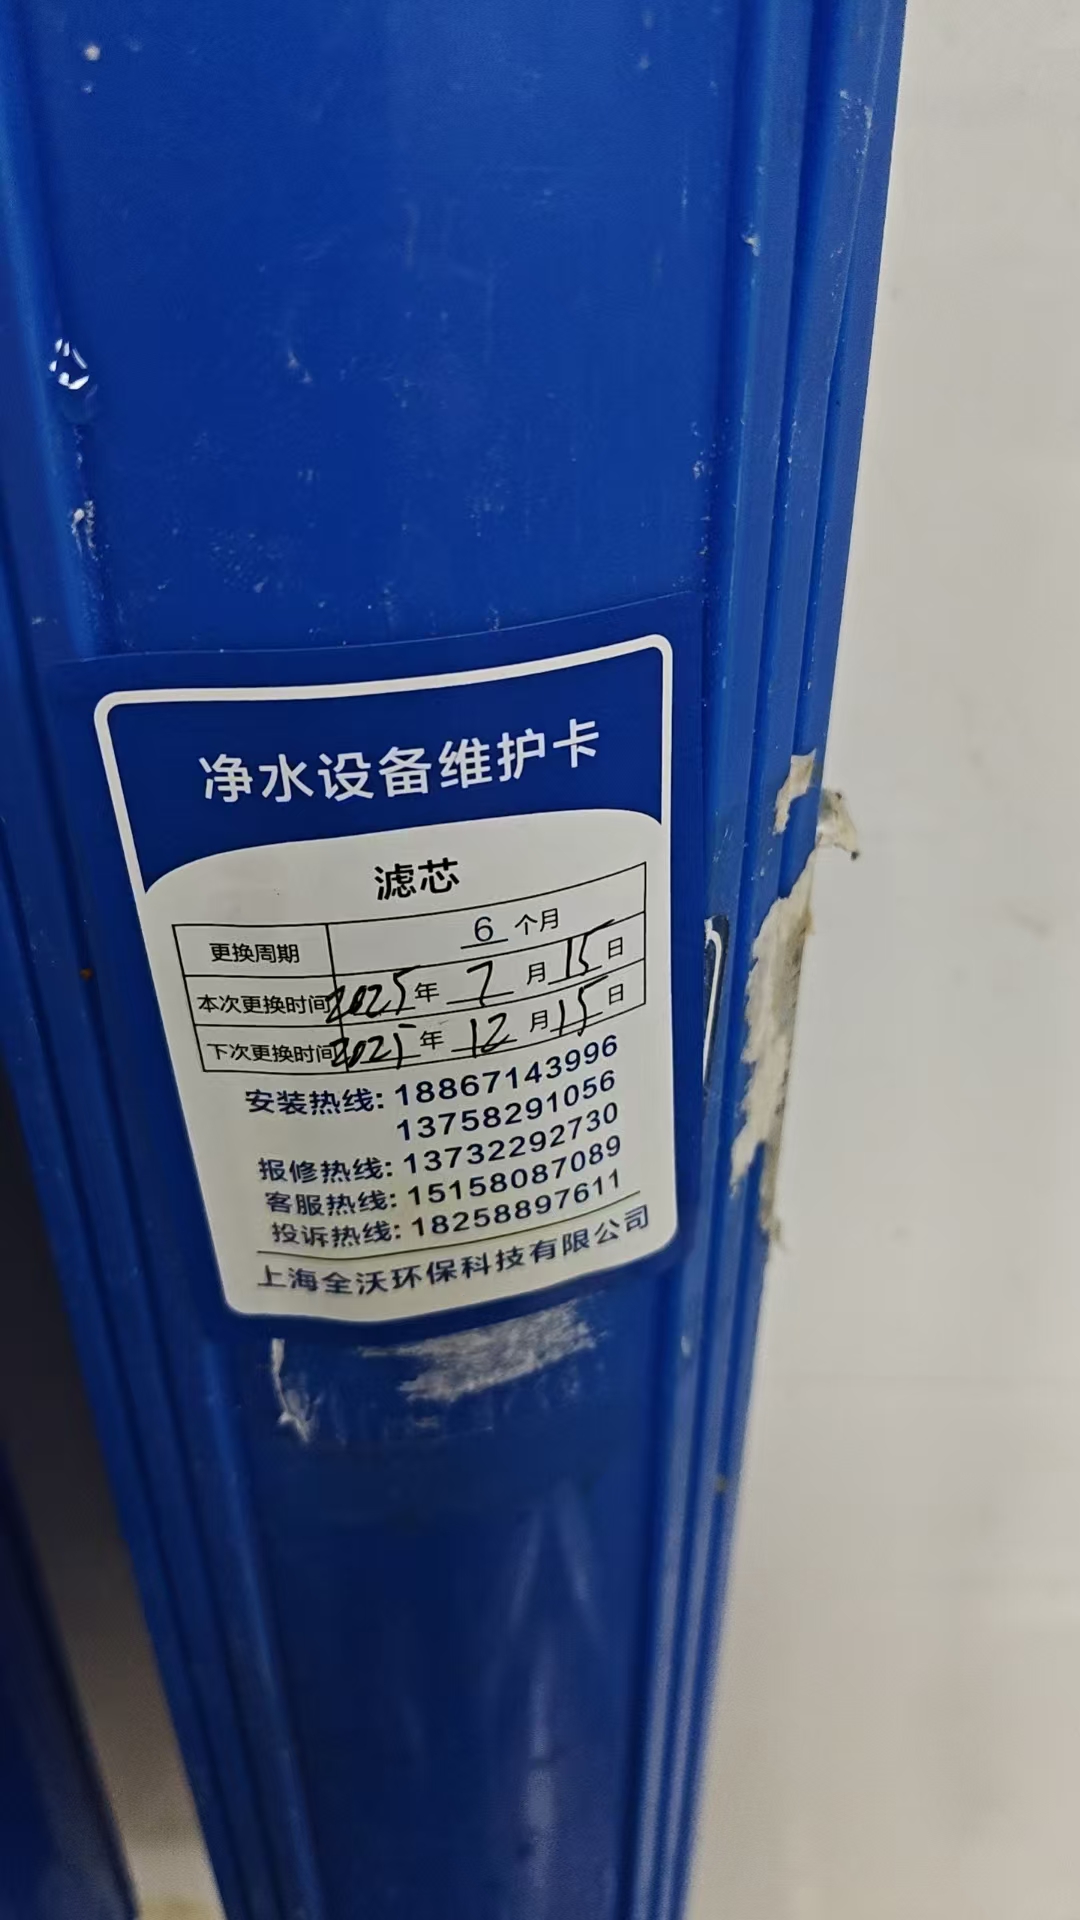 净水设备维护卡
滤芯
更换周期 6 个月
本次更换时间 2025 年 7 月 15 日
下次更换时间 2025 年 12 月 15 日
安装热线: 18867143996
13758291056
报修热线: 13732292730
客服热线: 15158087089
投诉热线: 18258897611
上海全沃环保科技有限公司